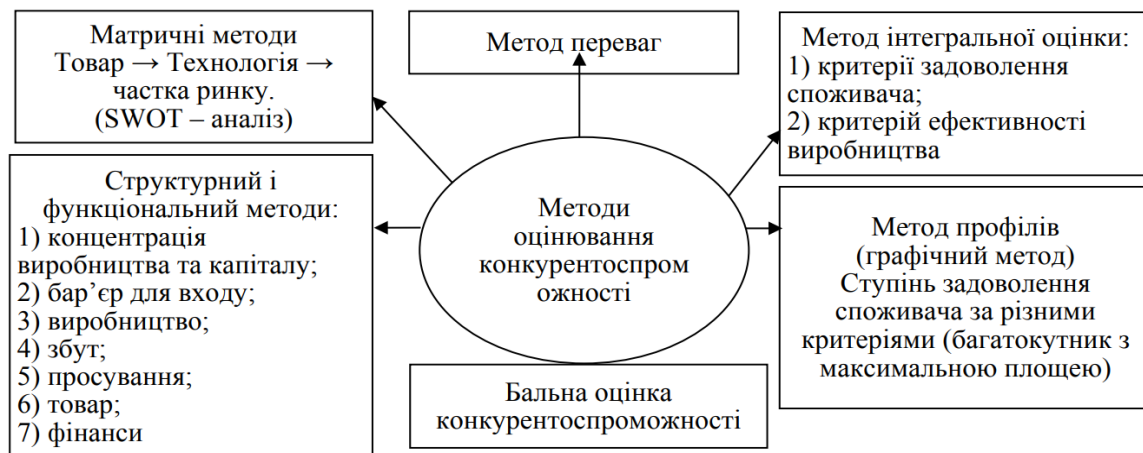 Матричні методи
Товар → Технологія →
частка ринку.
(SWOT – аналіз)
Метод переваг
Метод інтегральної оцінки:
1) критерії задоволення
споживача;
2) критерій ефективності
виробництва
Структурний і
функціональний методи:
1) концентрація
виробництва та капіталу;
2) бар’єр для входу;
3) виробництво;
4) збут;
5) просування;
6) товар;
7) фінанси
Методи
оцінювання
конкурентоспром
ожності
Метод профілів
(графічний метод)
Ступінь задоволення
споживача за різними
критеріями (багатокутник з
максимальною площею)
Бальна оцінка
конкурентоспроможності